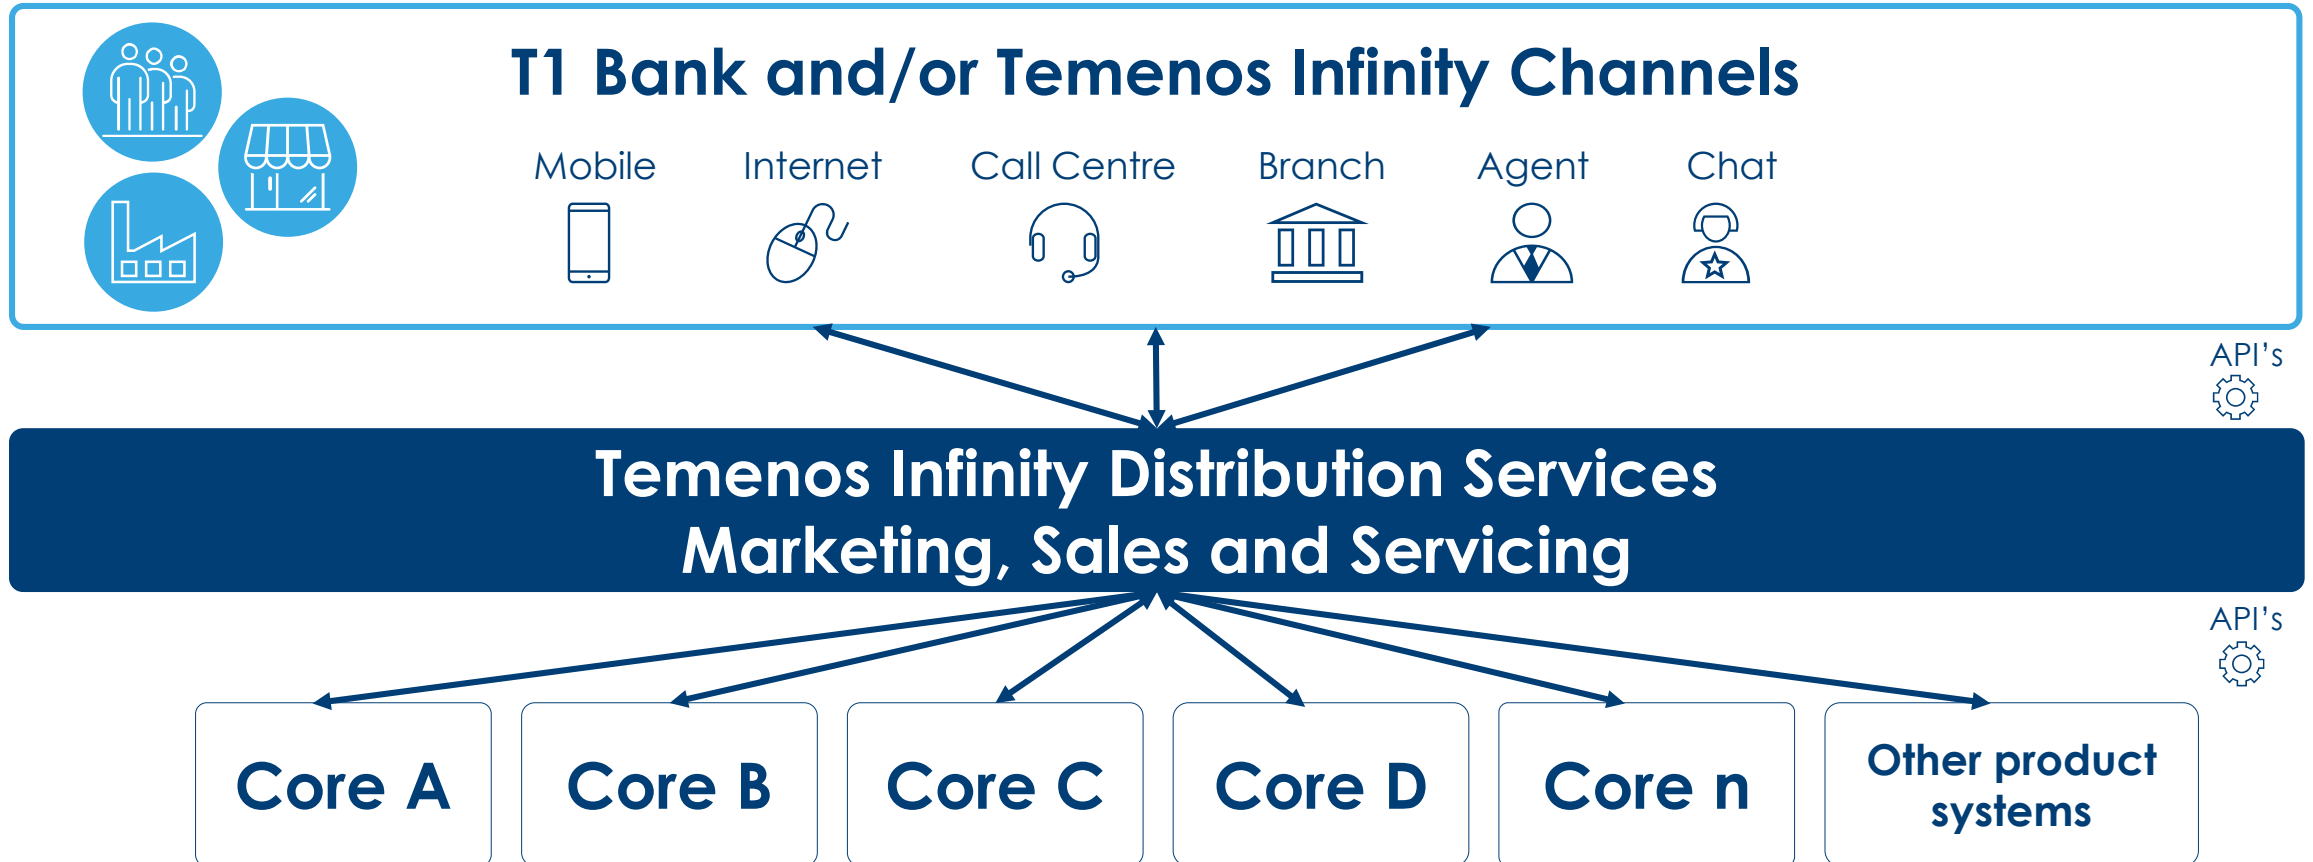 T1 Bank and/or Temenos Infinity Channels
Mobile
Internet
Call Centre
Branch
Agent
Chat
API's
Temenos Infinity Distribution Services
Marketing, Sales and Servicing
API's
Core A
Core B
Core C
Core D
Core n
Other product
systems